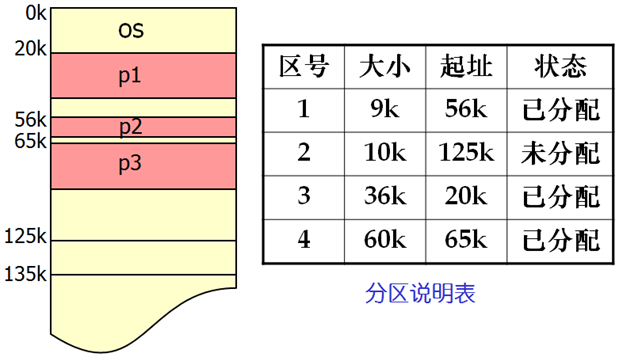 0k
os
20k
p1
56k
p2
65k
p3
125k
135k
区号 大小 起址 状态
1 9k 56k 已分配
2 10k 125k 未分配
3 36k 20k 已分配
4 60k 65k 已分配
分区说明表